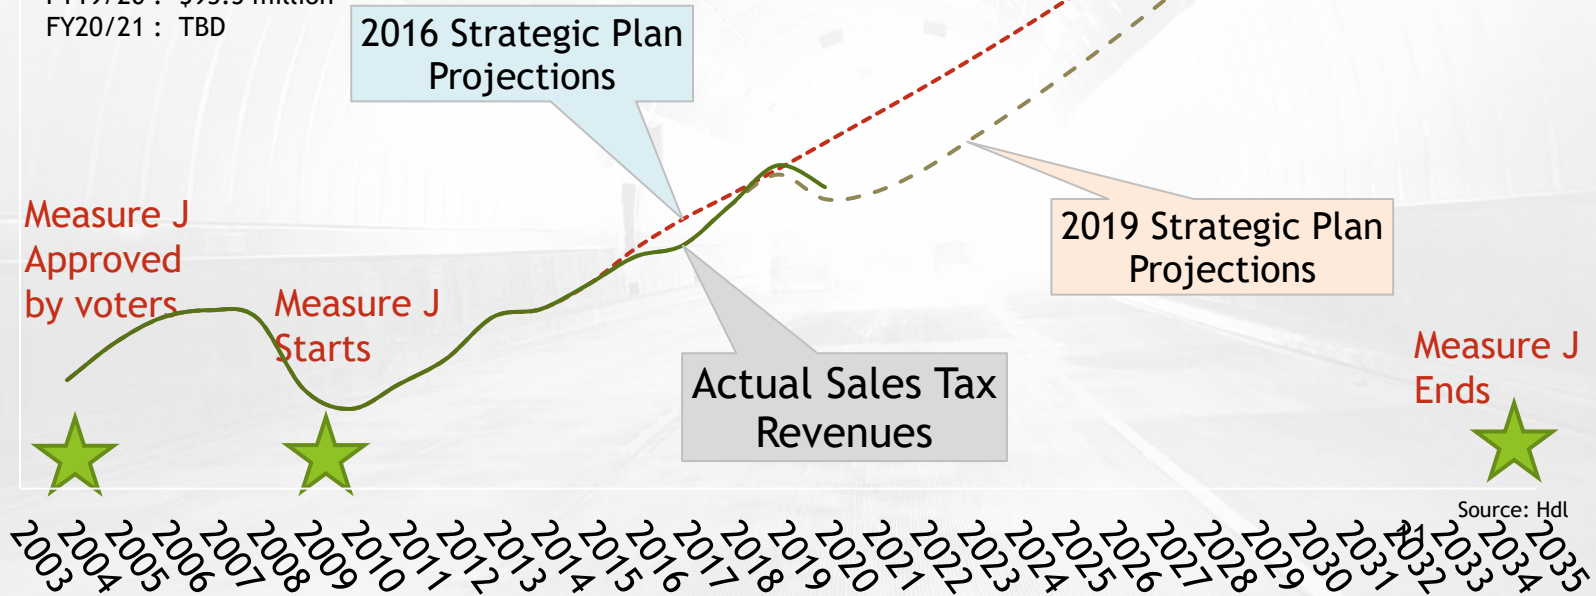 FY20/21 : TBD
2016 Strategic Plan
Projections
Measure J
Approved
by voters
Measure J
Starts
2019 Strategic Plan
Projections
Actual Sales Tax
Revenues
Measure J
Ends
Source: Hdl
2003
2004
2005
2006
2007
2008
2009
2010
2011
2012
2013
2014
2015
2016
2017
2018
2019
2020
2021
2022
2023
2024
2025
2026
2027
2028
2029
2030
2031
2032
2033
2034
2035